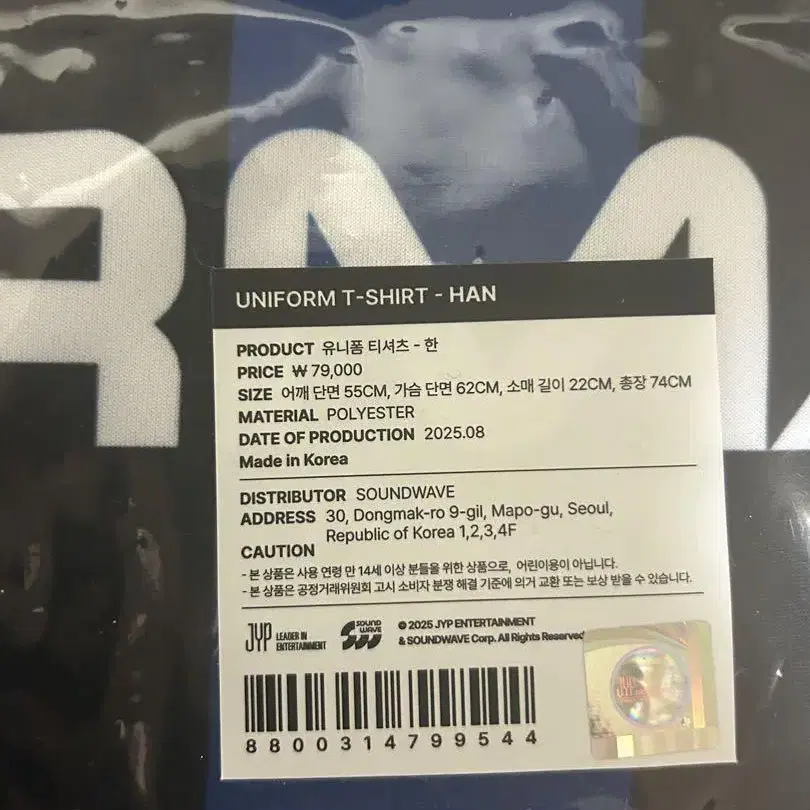 UNIFORM T-SHIRT - HAN
PRODUCT 유니폼 티셔츠 - 한
PRICE ₩ 79,000
SIZE 어깨 단면 55CM, 가슴 단면 62CM, 소매 길이 22CM, 총장 74CM
MATERIAL POLYESTER
DATE OF PRODUCTION 2025.08
Made in Korea
DISTRIBUTOR SOUNDWAVE
ADDRESS 30, Dongmak-ro 9-gil, Mapo-gu, Seoul,
Republic of Korea 1,2,3,4F
CAUTION
- 본 상품은 사용 연령 만 14세 이상 분들을 위한 상품으로, 어린이용이 아닙니다.
- 본 상품은 공정거래위원회 고시 소비자 분쟁 해결 기준에 의거 교환 또는 보상 받을 수 있습니다.
JYP LEADER IN
ENTERTAINMENT
SOUND
WAVE
© 2025 JYP ENTERTAINMENT
& SOUNDWAVE Corp. All Rights Reserved
8800314799544